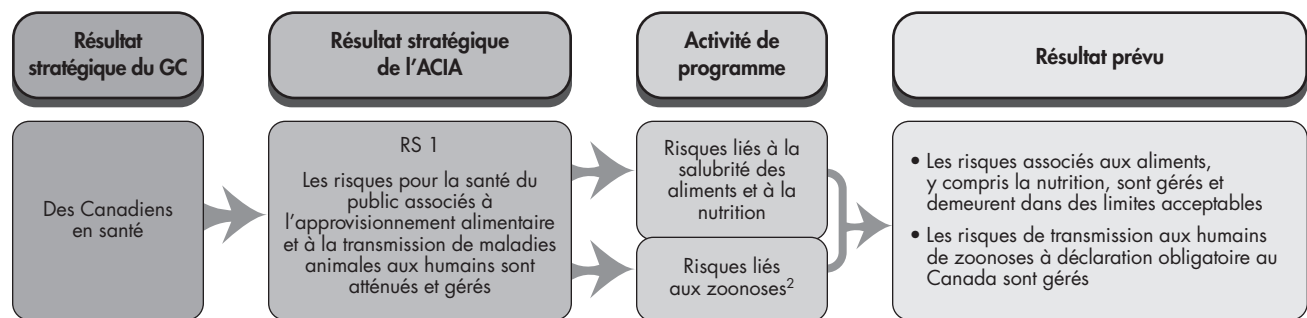 Résultat
stratégique du GC
Résultat stratégique
de l'ACIA
Activité de
programme
Résultat prévu
Des Canadiens
en santé
RS 1
Les risques pour la santé du
public associés à
l'approvisionnement alimentaire
et à la transmission de maladies
animales aux humains sont
atténués et gérés
Risques liés à la
salubrité des
aliments et à la
nutrition
Risques liés
aux zoonoses2
• Les risques associés aux aliments,
y compris la nutrition, sont gérés et
demeurent dans des limites acceptables
• Les risques de transmission aux humains
de zoonoses à déclaration obligatoire au
Canada sont gérés